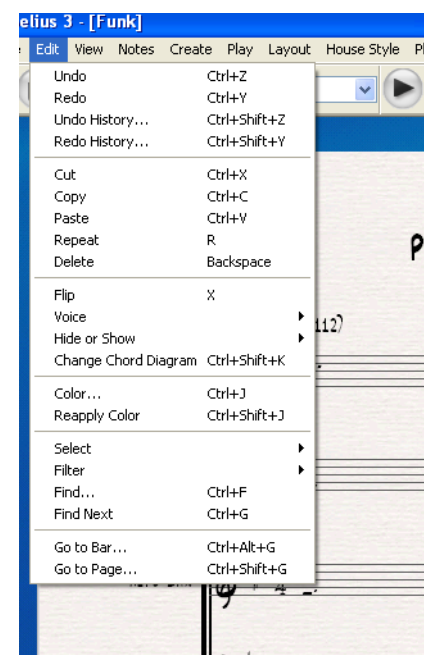 elius 3 - [Funk]
Edit View Notes Create Play Layout House Style Pl
Undo Ctrl+Z
Redo Ctrl+Y
Undo History... Ctrl+Shift+Z
Redo History... Ctrl+Shift+Y
Cut Ctrl+X
Copy Ctrl+C
Paste Ctrl+V
Repeat R
Delete Backspace
Flip X
Voice
Hide or Show
Change Chord Diagram Ctrl+Shift+K
Color... Ctrl+J
Reapply Color Ctrl+Shift+J
Select
Filter
Find... Ctrl+F
Find Next Ctrl+G
Go to Bar... Ctrl+Alt+G
Go to Page... Ctrl+Shift+G
P
112)